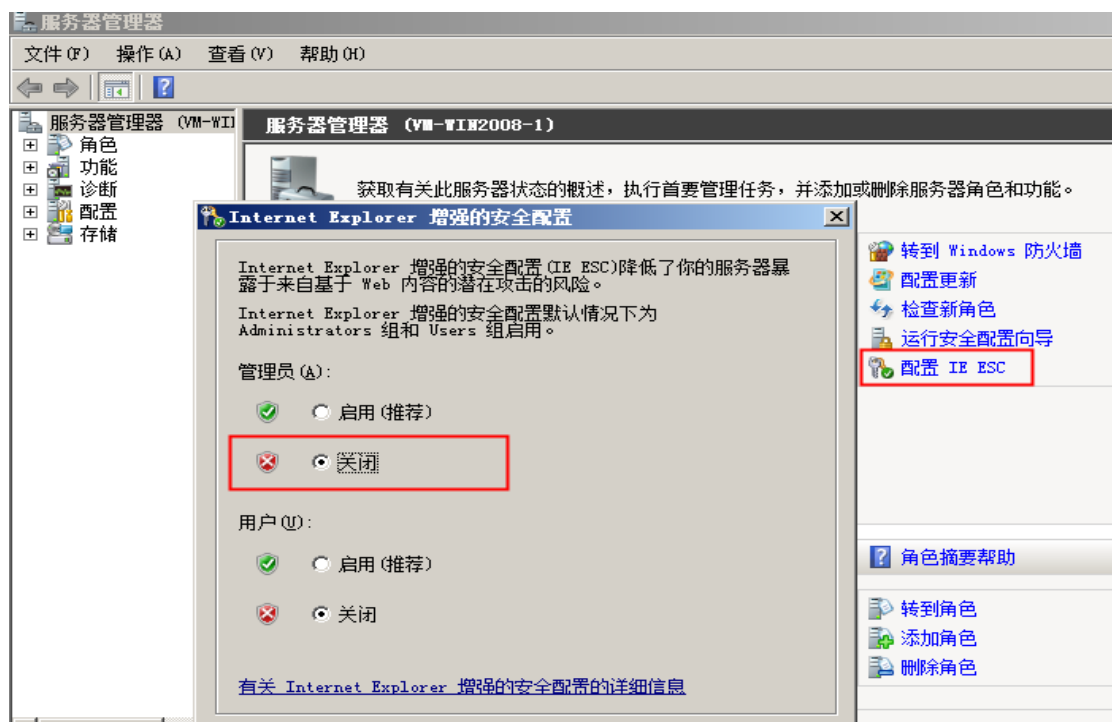 服务器管理器
文件(F) 操作(A) 查看(V) 帮助(H)
服务器管理器 (VM-WI
角色
功能
诊断
配置
存储
服务器管理器 (VM-WIN2008-1)
获取有关此服务器状态的概述，执行首要管理任务，并添加或删除服务器角色和功能。
Internet Explorer 增强的安全配置
Internet Explorer 增强的安全配置(IE ESC)降低了你的服务器暴
露于来自基于 Web 内容的潜在攻击的风险。
Internet Explorer 增强的安全配置默认情况下为
Administrators 组和 Users 组启用。
管理员(A):
启用(推荐)
关闭
用户(U):
启用(推荐)
关闭
有关 Internet Explorer 增强的安全配置的详细信息
转到 Windows 防火墙
配置更新
检查新角色
运行安全配置向导
配置 IE ESC
角色摘要帮助
转到角色
添加角色
删除角色